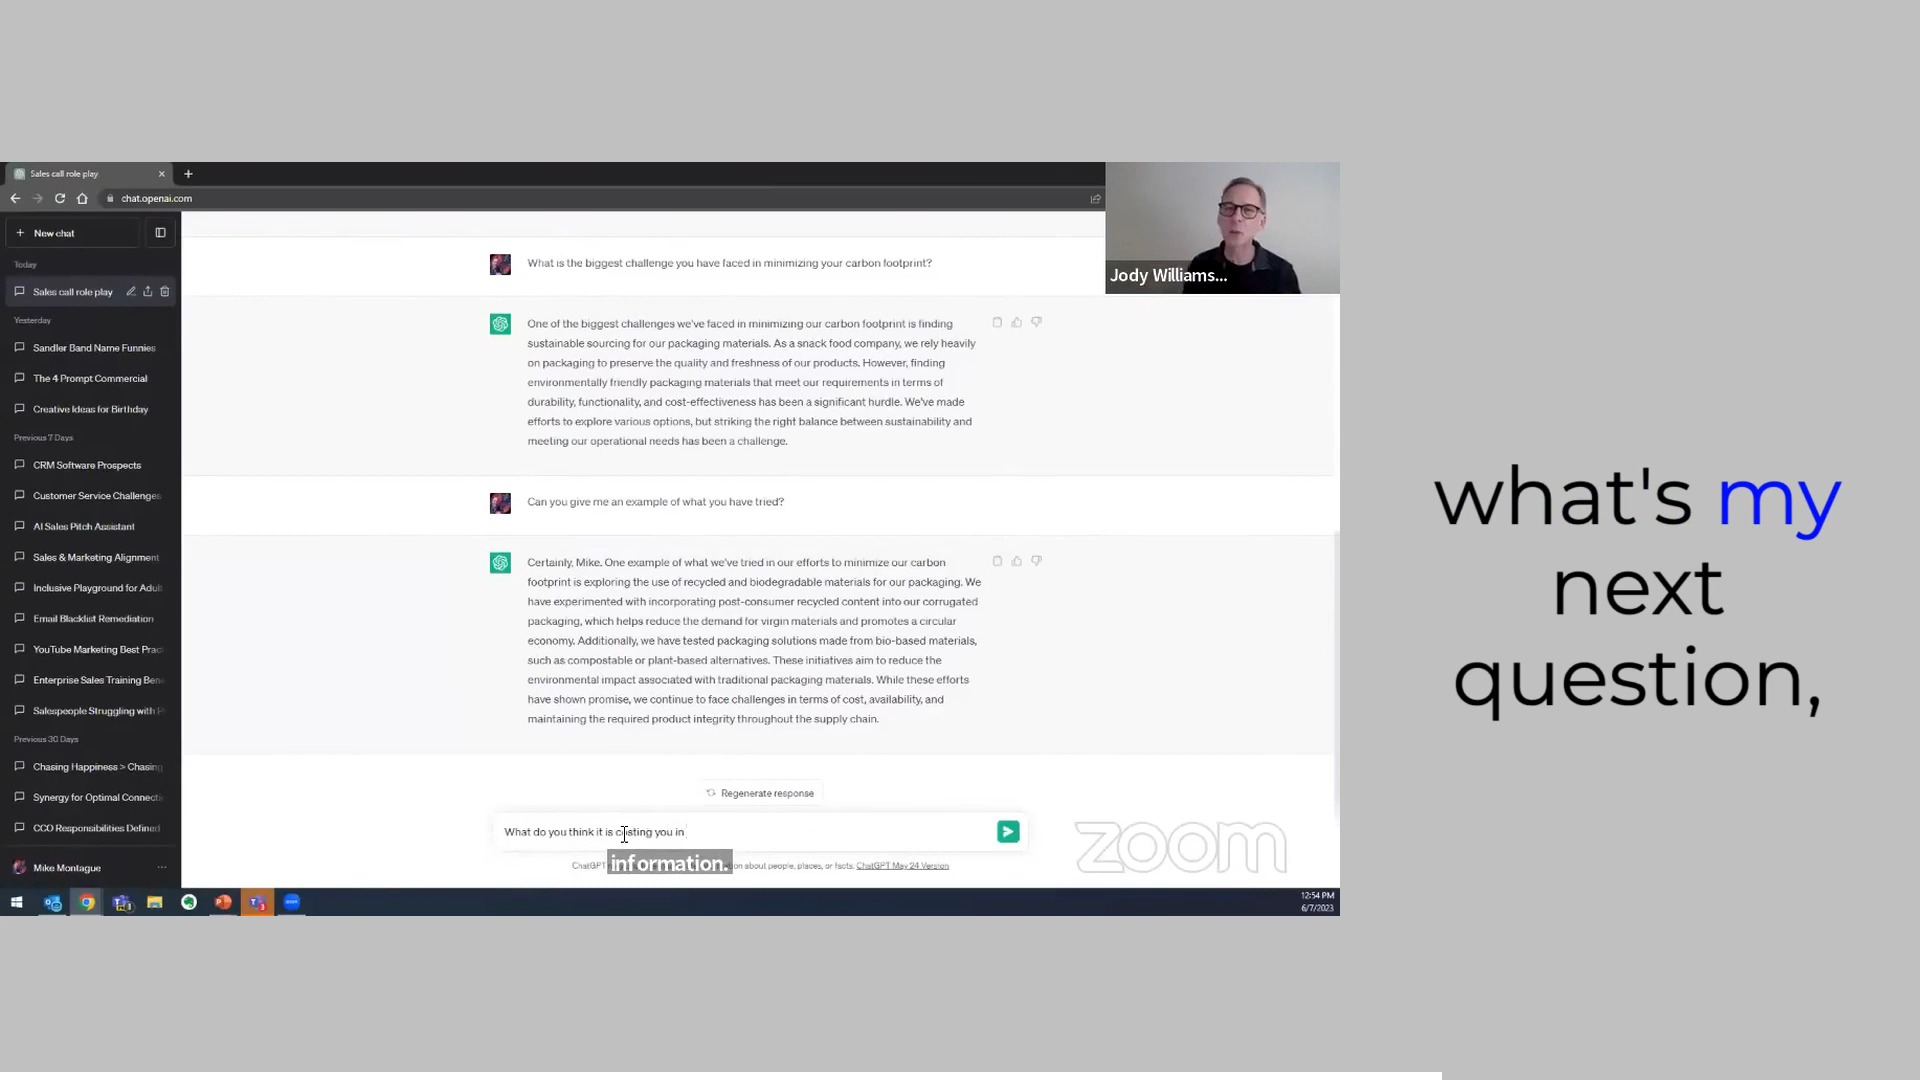 Sales call role play
chat.openai.com
New chat
Today
Sales call role play
Yesterday
Sandler Band Name Funnies
The 4 Prompt Commercial
Creative Ideas for Birthday
Previous 7 Days
CRM Software Prospects
Customer Service Challenges
AI Sales Pitch Assistant
Sales & Marketing Alignment
Inclusive Playground for Adul
Email Blacklist Remediation
YouTube Marketing Best Prac
Enterprise Sales Training Ben
Salespeople Struggling with P
Previous 30 Days
Chasing Happiness > Chasing
Synergy for Optimal Connecti
CCO Responsibilities Defined
Mike Montague
What is the biggest challenge you have faced in minimizing your carbon footprint?
One of the biggest challenges we've faced in minimizing our carbon footprint is finding
sustainable sourcing for our packaging materials. As a snack food company, we rely heavily
on packaging to preserve the quality and freshness of our products. However, finding
environmentally friendly packaging materials that meet our requirements in terms of
durability, functionality, and cost-effectiveness has been a significant hurdle. We've made
efforts to explore various options, but striking the right balance between sustainability and
meeting our operational needs has been a challenge.
Can you give me an example of what you have tried?
Certainly, Mike. One example of what we've tried in our efforts to minimize our carbon
footprint is exploring the use of recycled and biodegradable materials for our packaging. We
have experimented with incorporating post-consumer recycled content into our corrugated
packaging, which helps reduce the demand for virgin materials and promotes a circular
economy. Additionally, we have tested packaging solutions made from bio-based materials,
such as compostable or plant-based alternatives. These initiatives aim to reduce the
environmental impact associated with traditional packaging materials. While these efforts
have shown promise, we continue to face challenges in terms of cost, availability, and
maintaining the required product integrity throughout the supply chain.
Regenerate response
What do you think it is costing you in
information.
ChatGPT about people, places, or facts. ChatGPT May 24 Version
Jody Williams...
zoom
12:54 PM
6/7/2023
what's my
next
question,